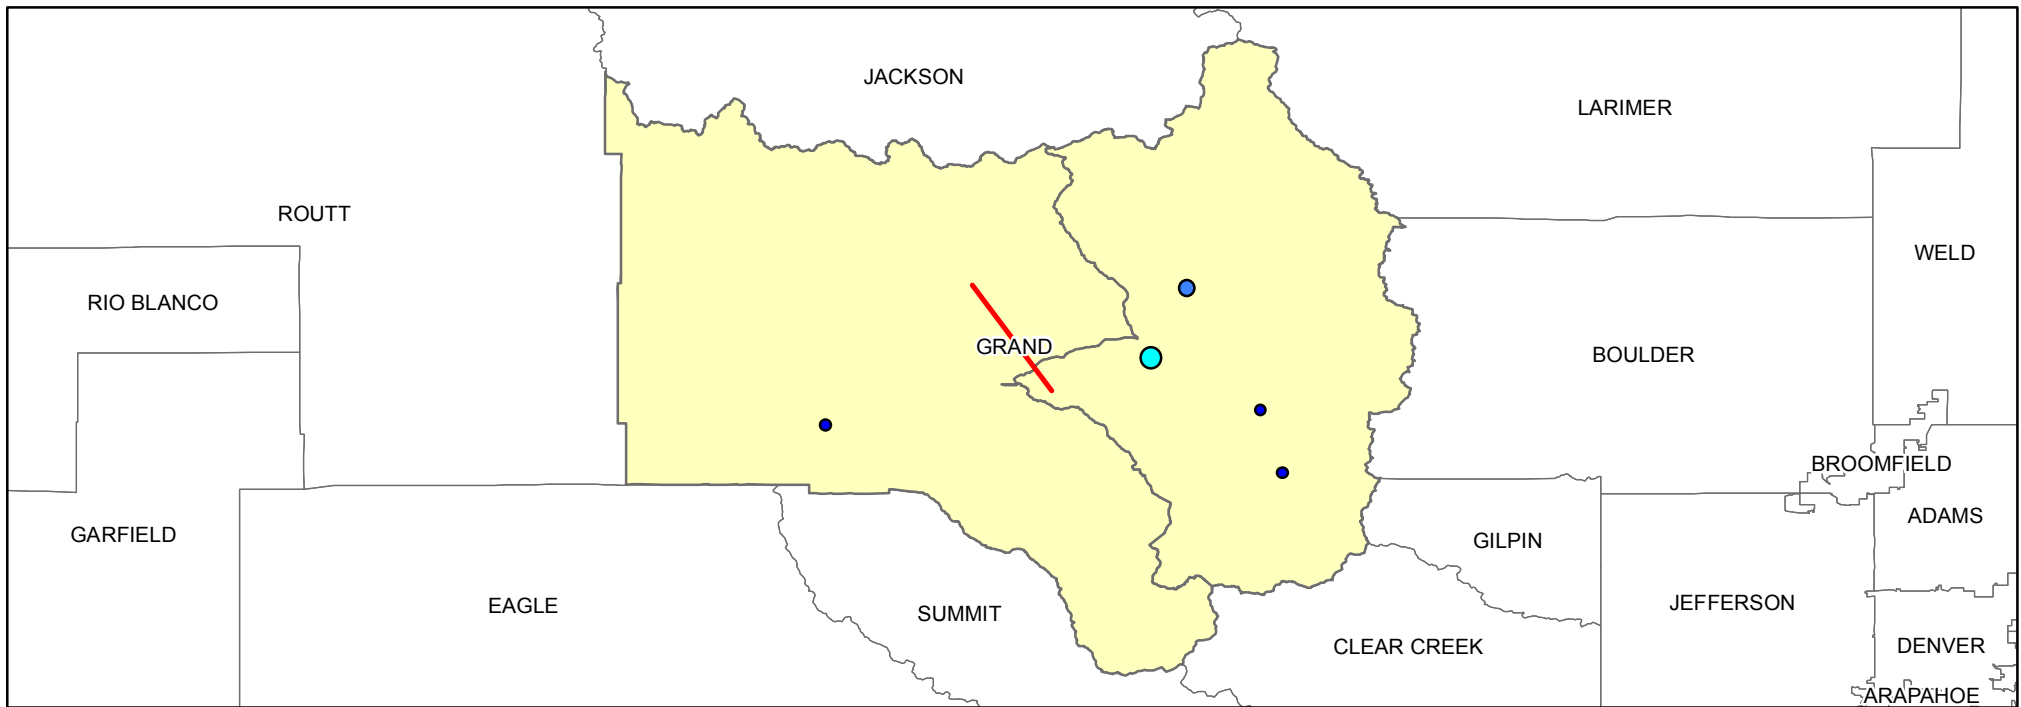 JACKSON
LARIMER
ROUTT
WELD
RIO BLANCO
GRAND
BOULDER
BROOMFIELD
ADAMS
GARFIELD
GILPIN
EAGLE
SUMMIT
JEFFERSON
CLEAR CREEK
DENVER
ARAPAHOE